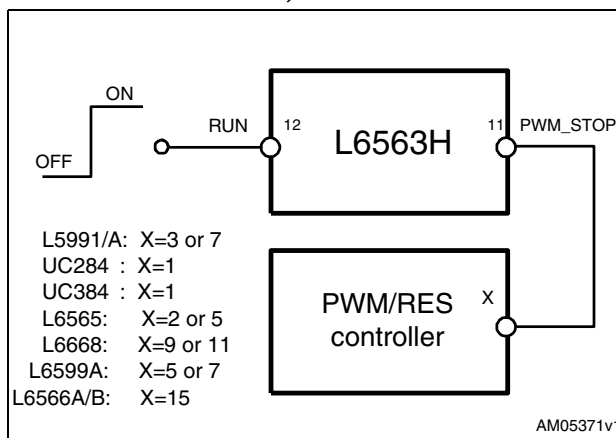 ON
OFF
RUN
12
L6563H
11
PWM_STOP
L5991/A: X=3 or 7
UC284 : X=1
UC384 : X=1
L6565: X=2 or 5
L6668: X=9 or 11
L6599A: X=5 or 7
L6566A/B: X=15
PWM/RES
controller
X
AM05371v1